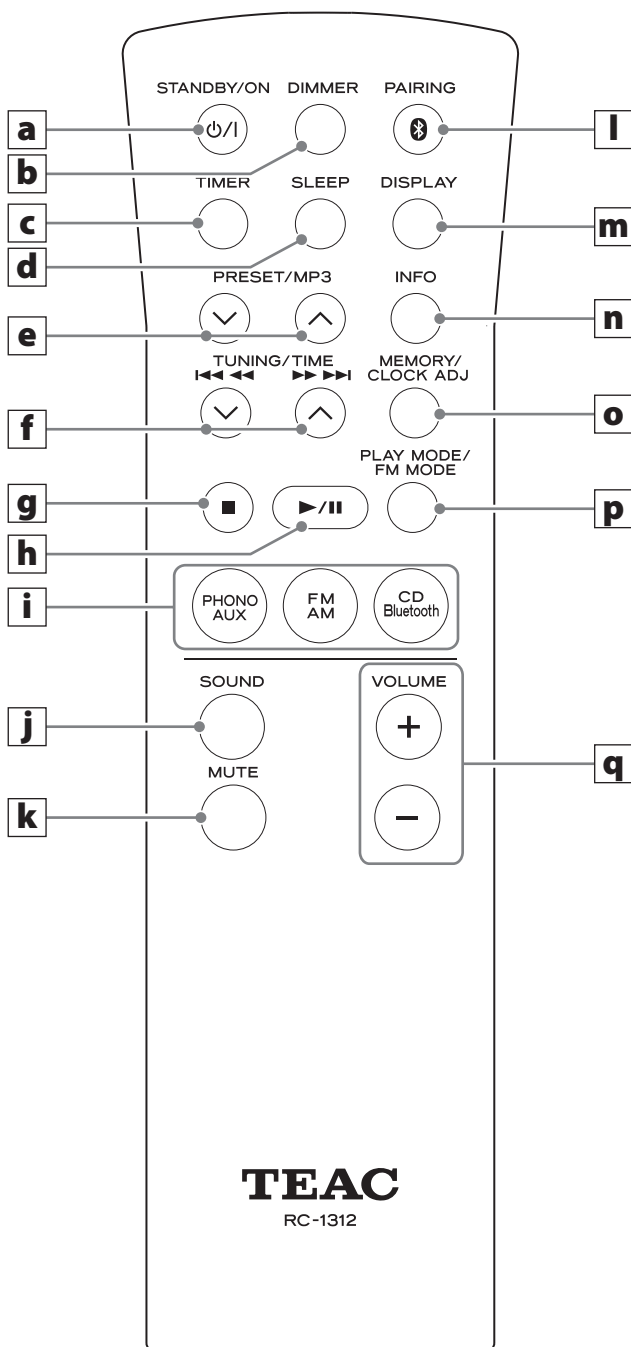 STANDBY/ON DIMMER PAIRING
a
l
b
TIMER SLEEP DISPLAY
c
m
d
PRESET/MP3 INFO
e
n
TUNING/TIME MEMORY/
CLOCK ADJ
f
o
PLAY MODE/
FM MODE
g
p
h
i
PHONO
AUX
FM
AM
CD
Bluetooth
SOUND VOLUME
j
+
q
MUTE
k
−
TEAC
RC-1312